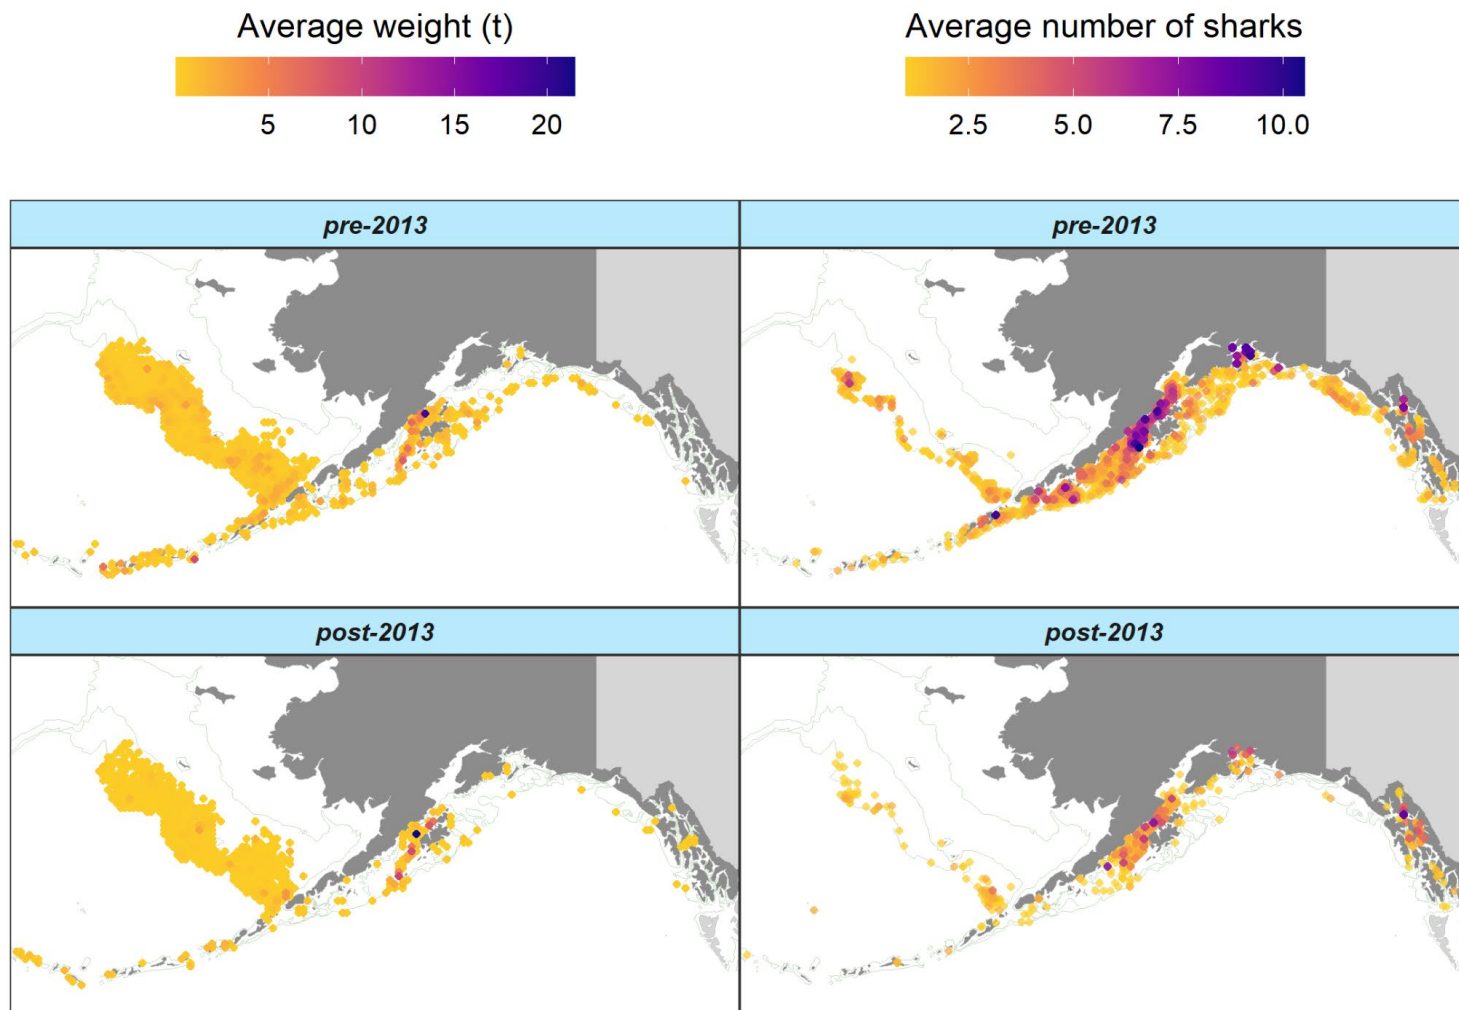 Average weight (t)
5 10 15 20
Average number of sharks
2.5 5.0 7.5 10.0
pre-2013
pre-2013
post-2013
post-2013